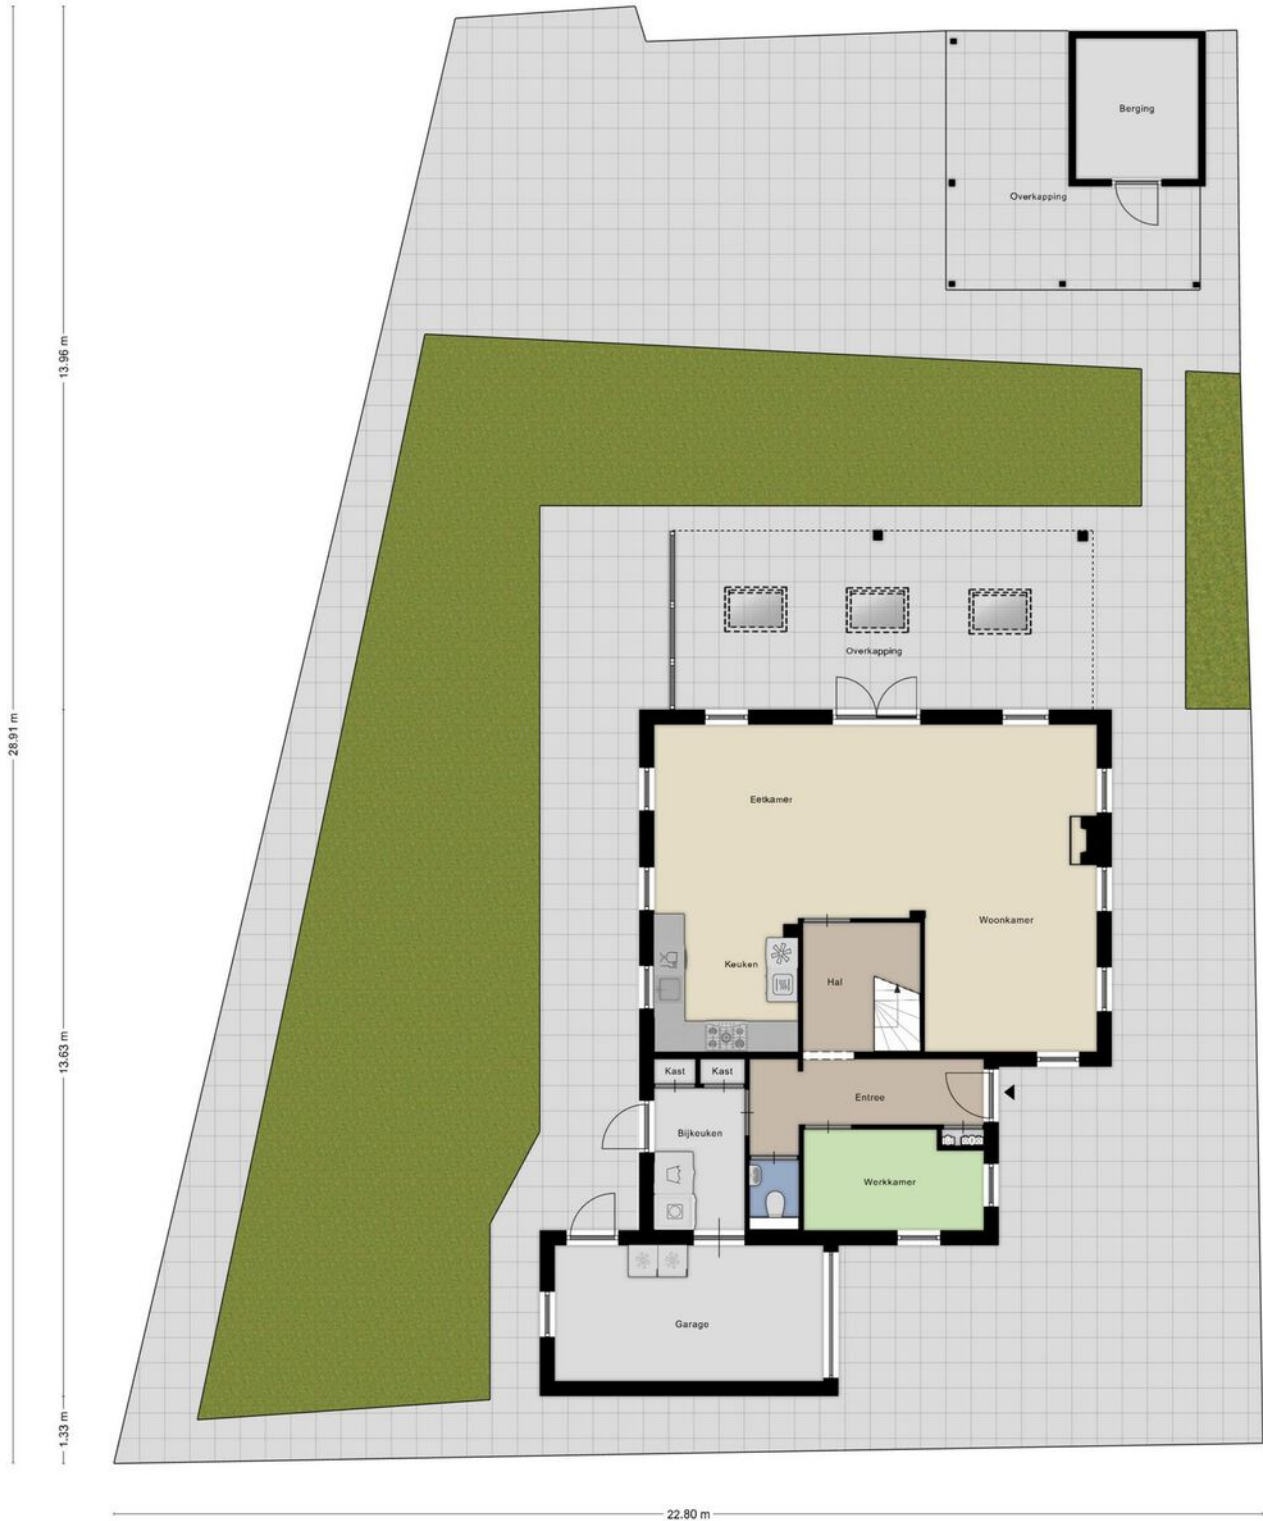 Berging
Overkapping
13.96 m
Overkapping
28.91 m
Eetkamer
Woonkamer
Keuken
Hal
13.63 m
Kast
Kast
Entree
Bijkeuken
Werkkamer
Garage
1.33 m
22.80 m